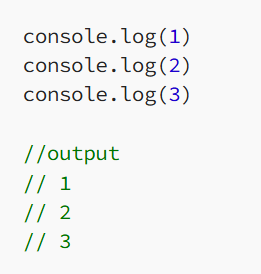 console.log(1)
console.log(2)
console.log(3)
//output
// 1
// 2
// 3